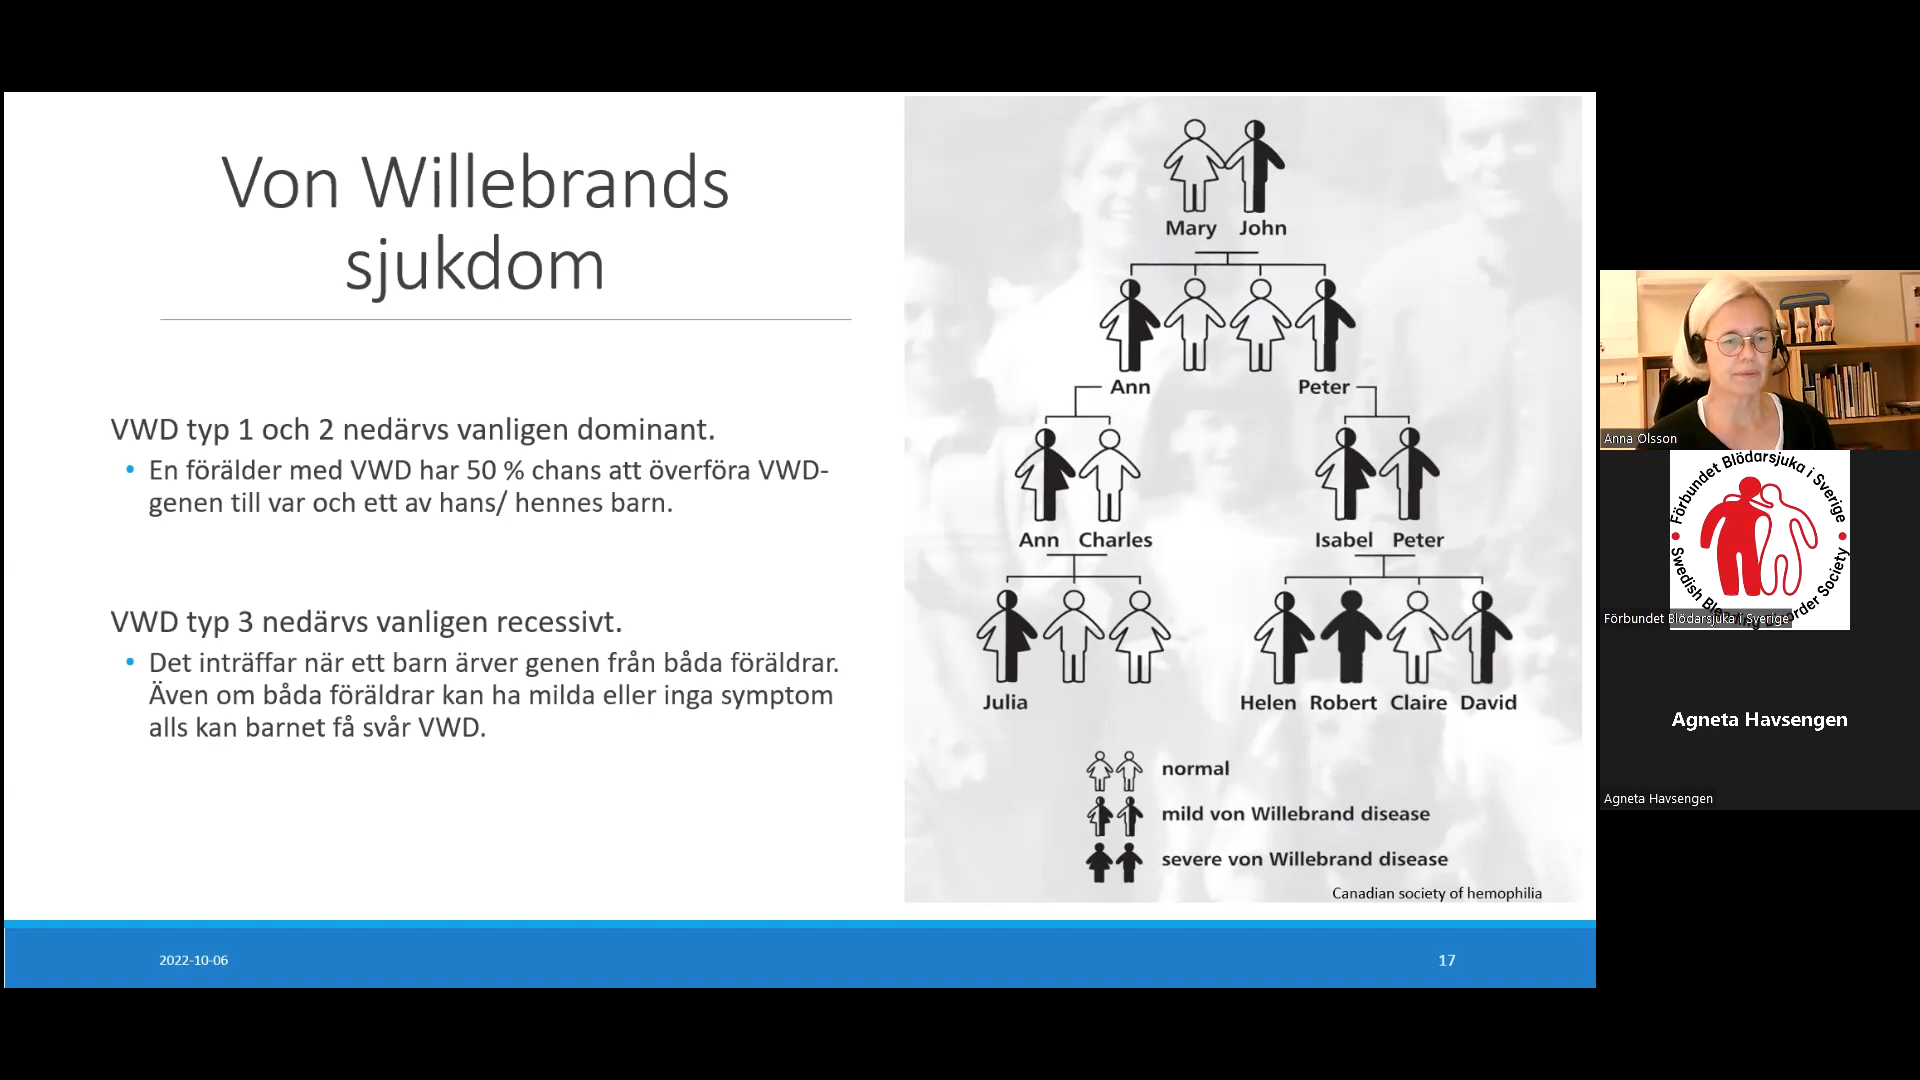 Von Willebrands
sjukdom
VWD typ 1 och 2 nedärvs vanligen dominant.
• En förälder med VWD har 50 % chans att överföra VWD-
genen till var och ett av hans/ hennes barn.
VWD typ 3 nedärvs vanligen recessivt.
• Det inträffar när ett barn ärver genen från båda föräldrar.
Även om båda föräldrar kan ha milda eller inga symptom
alls kan barnet få svår VWD.
Mary John
Ann Peter
Ann Charles Isabel Peter
Julia Helen Robert Claire David
normal
mild von Willebrand disease
severe von Willebrand disease
Canadian society of hemophilia
2022-10-06
17
Anna Olsson
Förbundet Blödarsjuka i Sverige
Swedish Bleeding Disorder Society
Förbundet Blödarsjuka i Sverige
Agneta Havsengen
Agneta Havsengen